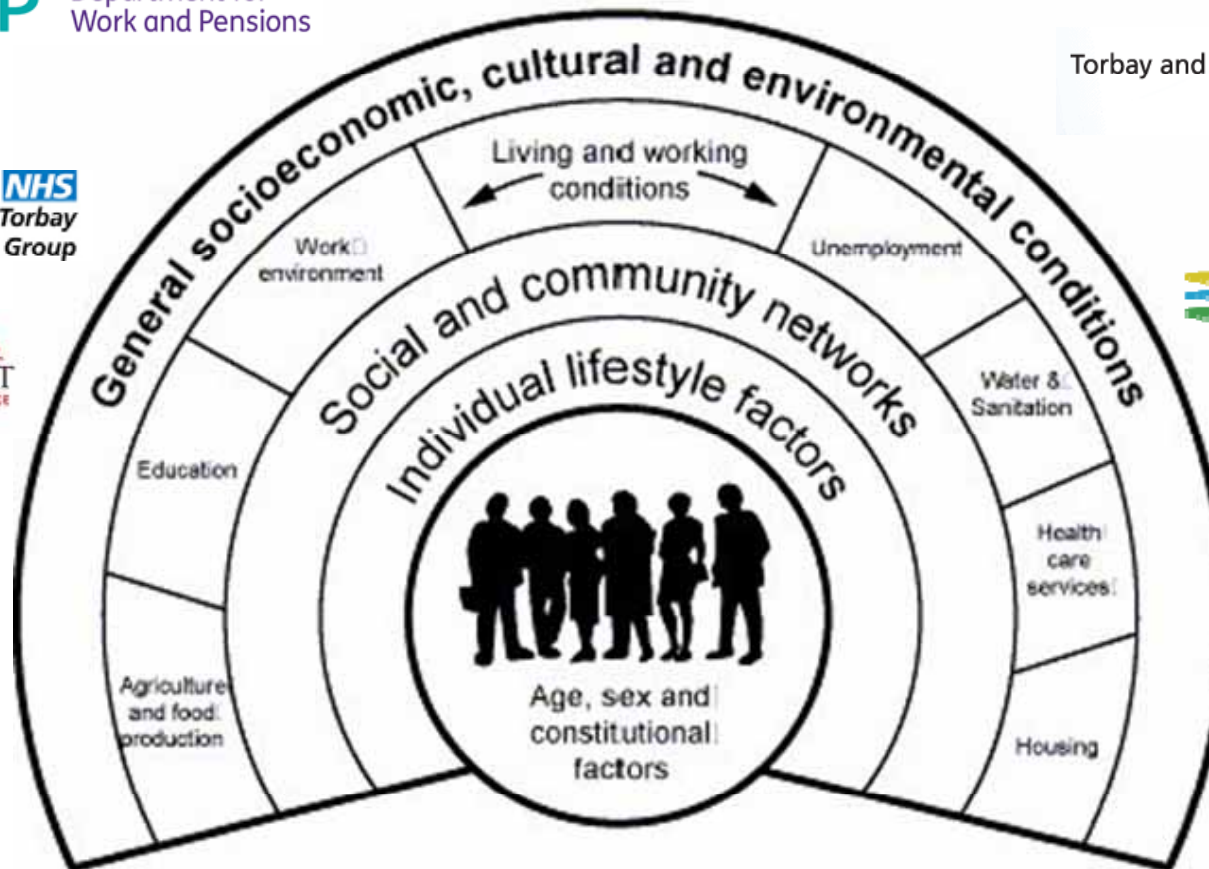 Work and Pensions
Torbay and
NHS
Torbay
Group
General socioeconomic, cultural and environmental conditions
Living and working
conditions
Work
environment
Unemployment
Social and community networks
Individual lifestyle factors
Education
Water &
Sanitation
Health
care
services
Agriculture
and food
production
Housing
Age, sex and
constitutional
factors